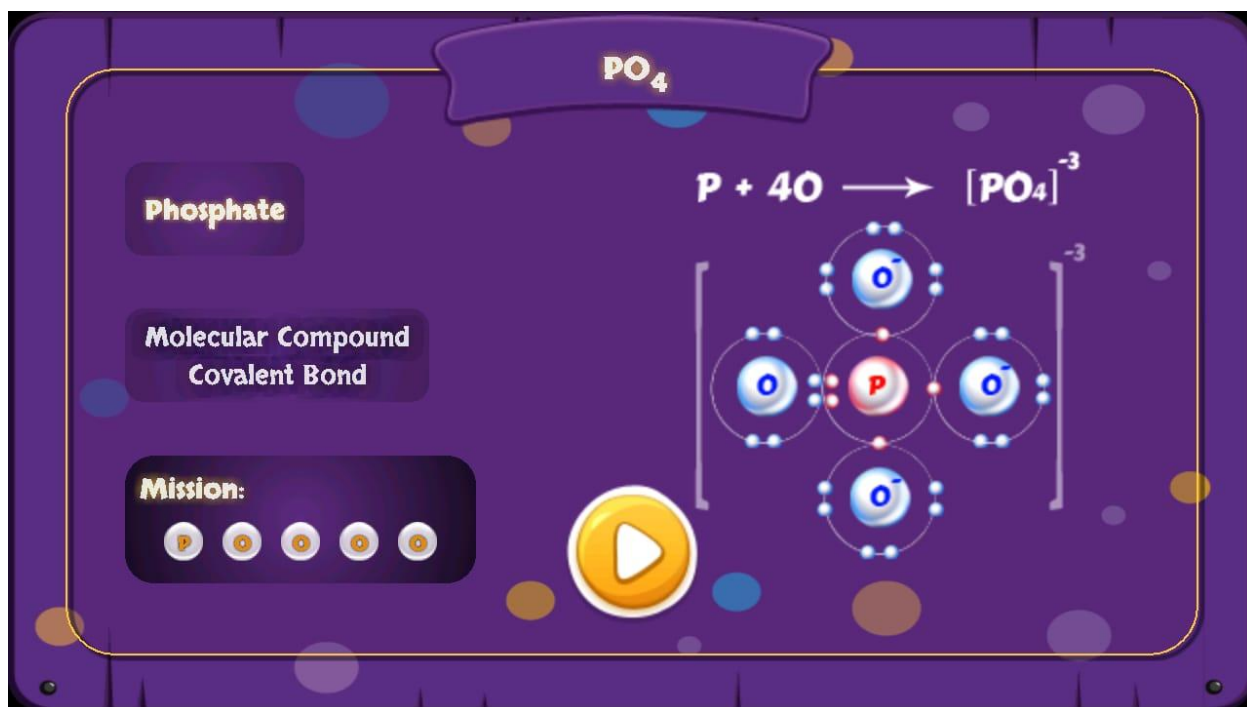 PO₄
Phosphate
Molecular Compound
Covalent Bond
Mission:
P O O O O
P + 4O ⟶ [PO₄]⁻³
-3
O⁻
O P O⁻
O⁻